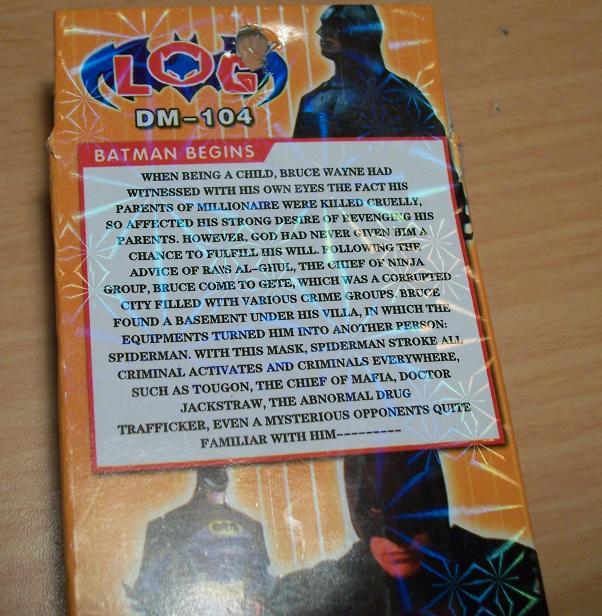 LOG
DM-104
BATMAN BEGINS
WHEN BEING A CHILD, BRUCE WAYNE HAD
WITNESSED WITH HIS OWN EYES THE FACT HIS
PARENTS OF MILLIONAIRE WERE KILLED CRUELLY,
SO AFFECTED HIS STRONG DESIRE OF REVENGING HIS
PARENTS. HOWEVER, GOD HAD NEVER GIVEN HIM A
CHANCE TO FULFILL HIS WILL. FOLLOWING THE
ADVICE OF RA\\S AL-GHUL, THE CHIEF OF NINJA
GROUP, BRUCE COME TO GETE, WHICH WAS A CORRUPTED
CITY FILLED WITH VARIOUS CRIME GROUPS. BRUCE
FOUND A BASEMENT UNDER HIS VILLA, IN WHICH THE
EQUIPMENTS TURNED HIM INTO ANOTHER PERSON:
SPIDERMAN. WITH THIS MASK, SPIDERMAN STROKE ALL
CRIMINAL ACTIVATES AND CRIMINALS EVERYWHERE,
SUCH AS TOUGON, THE CHIEF OF MAFIA, DOCTOR
JACKSTRAW, THE ABNORMAL DRUG
TRAFFICKER, EVEN A MYSTERIOUS OPPONENTS QUITE
FAMILIAR WITH HIM---------